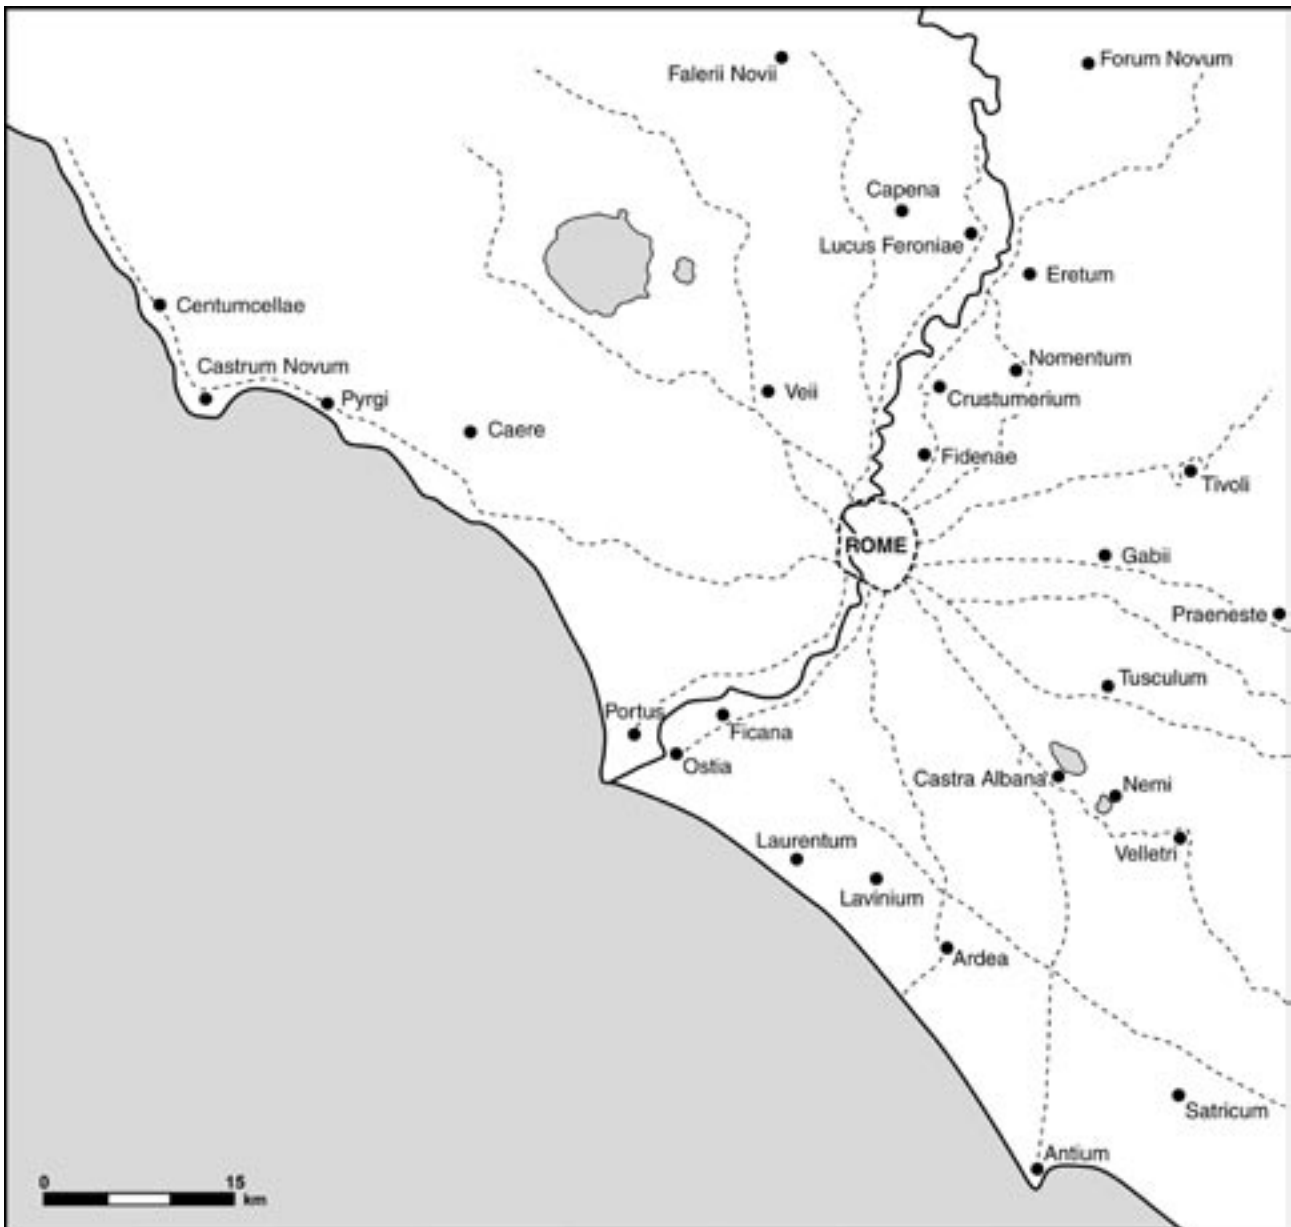 Forum Novum
Falerii Novii
Capena
Lucus Feroniae
Eretum
Centumcellae
Nomentum
Castrum Novum
Veii
Pyrgi
Crustumerium
Caere
Fidenae
Tivoli
ROME
Gabii
Praeneste
Tusculum
Portus
Ficana
Ostia
Castra Albana
Nemi
Laurentum
Velletri
Lavinium
Ardea
Satricum
Antium
0 15
km